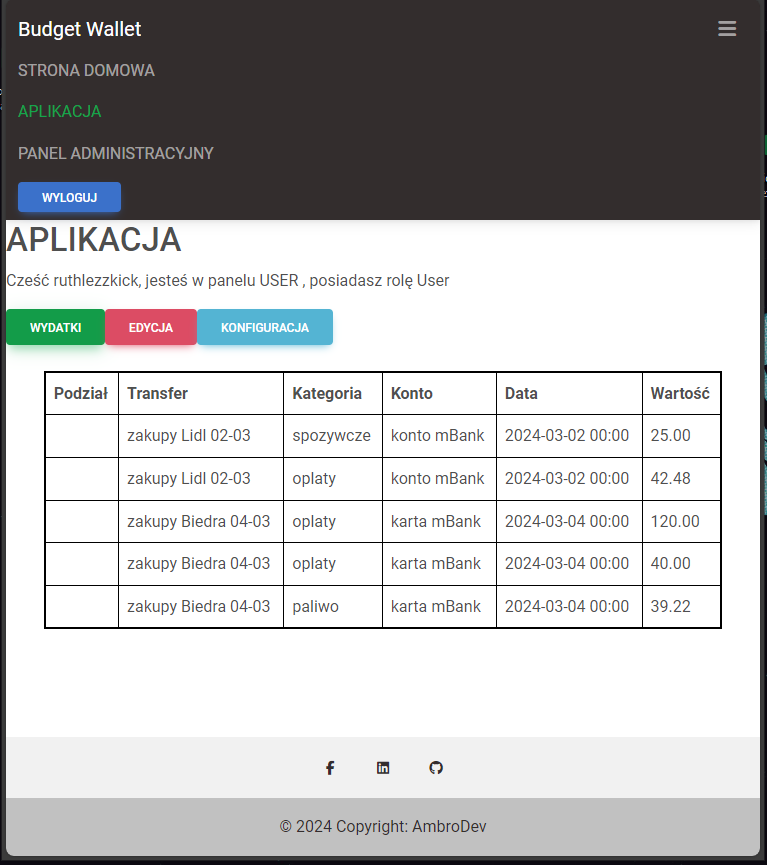 Budget Wallet
STRONA DOMOWA
APLIKACJA
PANEL ADMINISTRACYJNY
WYLOGUJ
APLIKACJA
Cześć ruthlezzkick, jesteś w panelu USER , posiadasz rolę User
WYDATKI EDYCJA KONFIGURACJA
Podział Transfer Kategoria Konto Data Wartość
zakupy Lidl 02-03 spozywcze konto mBank 2024-03-02 00:00 25.00
zakupy Lidl 02-03 oplaty konto mBank 2024-03-02 00:00 42.48
zakupy Biedra 04-03 oplaty karta mBank 2024-03-04 00:00 120.00
zakupy Biedra 04-03 oplaty karta mBank 2024-03-04 00:00 40.00
zakupy Biedra 04-03 paliwo karta mBank 2024-03-04 00:00 39.22
© 2024 Copyright: AmbroDev